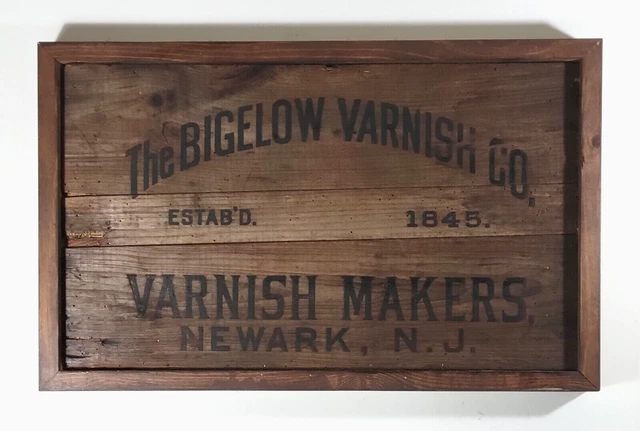 The BIGELOW VARNISH CO.
ESTAB'D. 1845.
VARNISH MAKERS,
NEWARK, N.J.